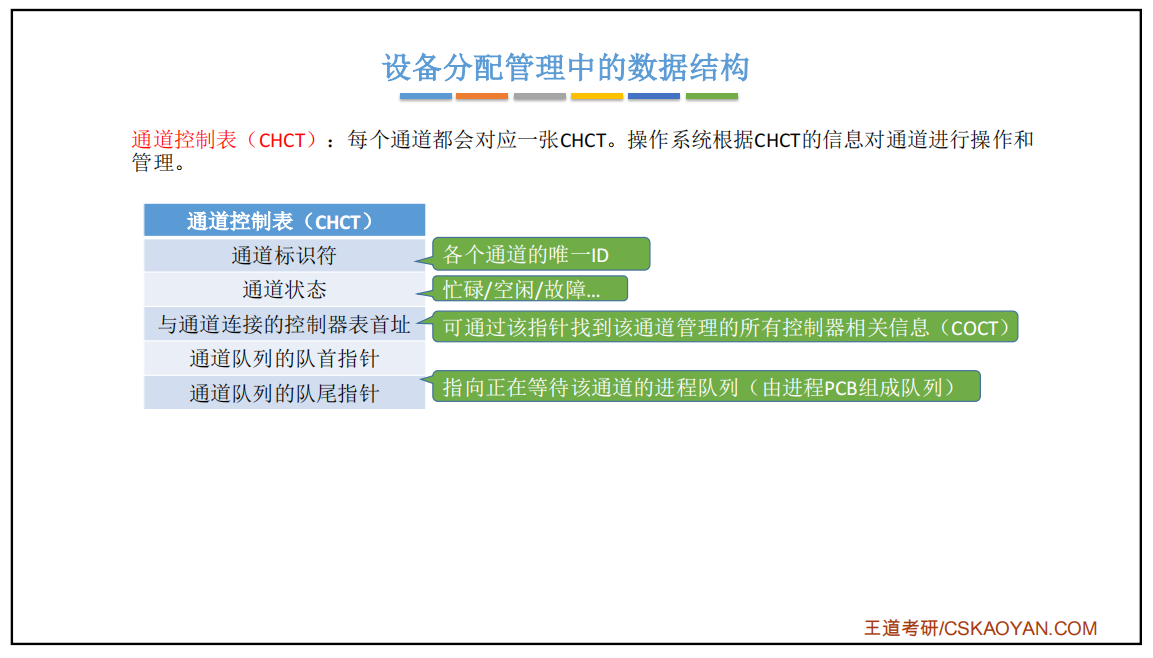 设备分配管理中的数据结构
通道控制表（CHCT）：每个通道都会对应一张CHCT。操作系统根据CHCT的信息对通道进行操作和
管理。
通道控制表（CHCT）
通道标识符
各个通道的唯一ID
通道状态
忙碌/空闲/故障...
与通道连接的控制器表首址
可通过该指针找到该通道管理的所有控制器相关信息（COCT）
通道队列的队首指针
通道队列的队尾指针
指向正在等待该通道的进程队列（由进程PCB组成队列）
王道考研/CSKAOYAN.COM